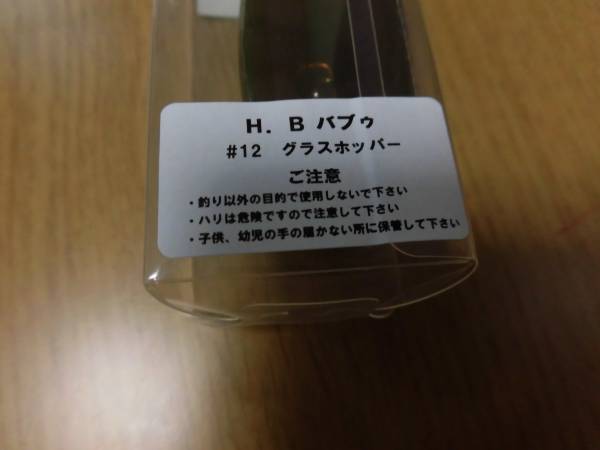 H. B バブゥ
#12 グラスホッパー
ご注意
・釣り以外の目的で使用しないで下さい
・ハリは危険ですので注意して下さい
・子供、幼児の手の届かない所に保管して下さい